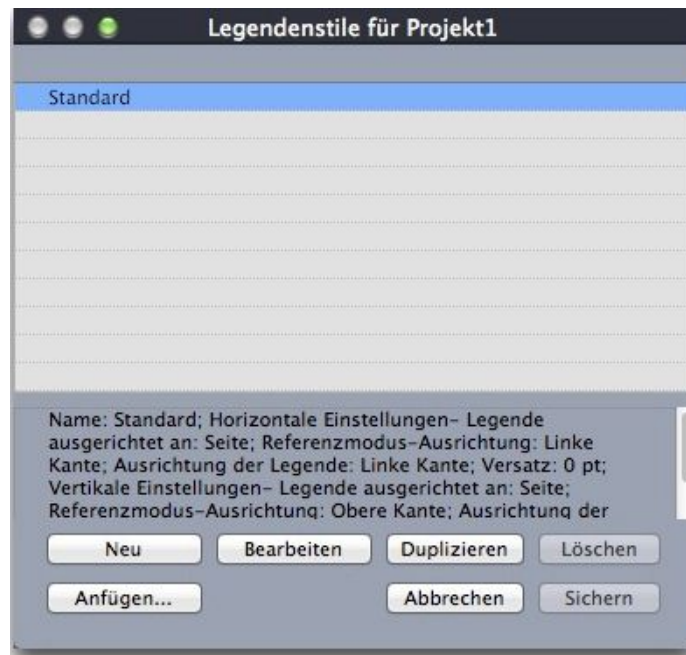 Legendenstile für Projekt1
Standard
Name: Standard; Horizontale Einstellungen– Legende
ausgerichtet an: Seite; Referenzmodus-Ausrichtung: Linke
Kante; Ausrichtung der Legende: Linke Kante; Versatz: 0 pt;
Vertikale Einstellungen– Legende ausgerichtet an: Seite;
Referenzmodus-Ausrichtung: Obere Kante; Ausrichtung der
Neu Bearbeiten Duplizieren Löschen
Anfügen... Abbrechen Sichern